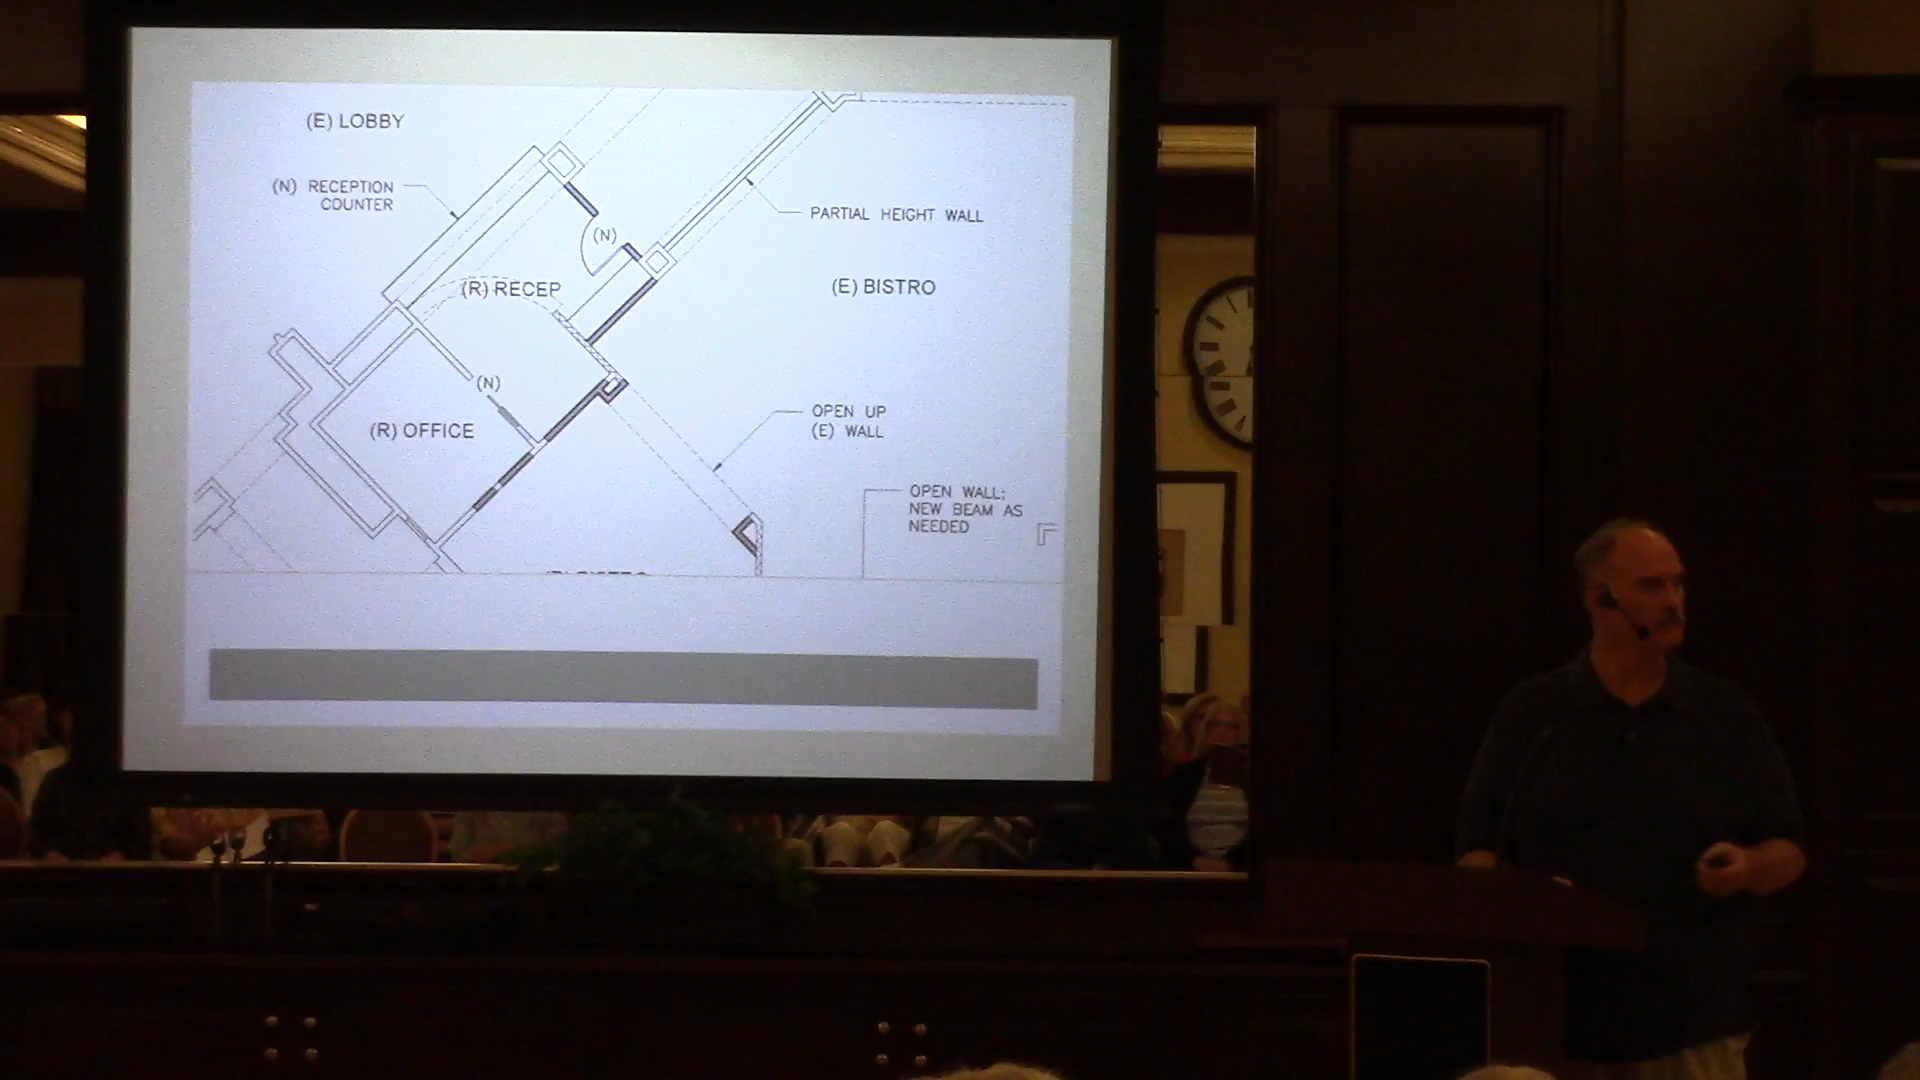 (E) LOBBY
(N) RECEPTION
COUNTER
(N)
PARTIAL HEIGHT WALL
(R) RECEP
(E) BISTRO
(N)
(R) OFFICE
OPEN UP
(E) WALL
OPEN WALL;
NEW BEAM AS
NEEDED